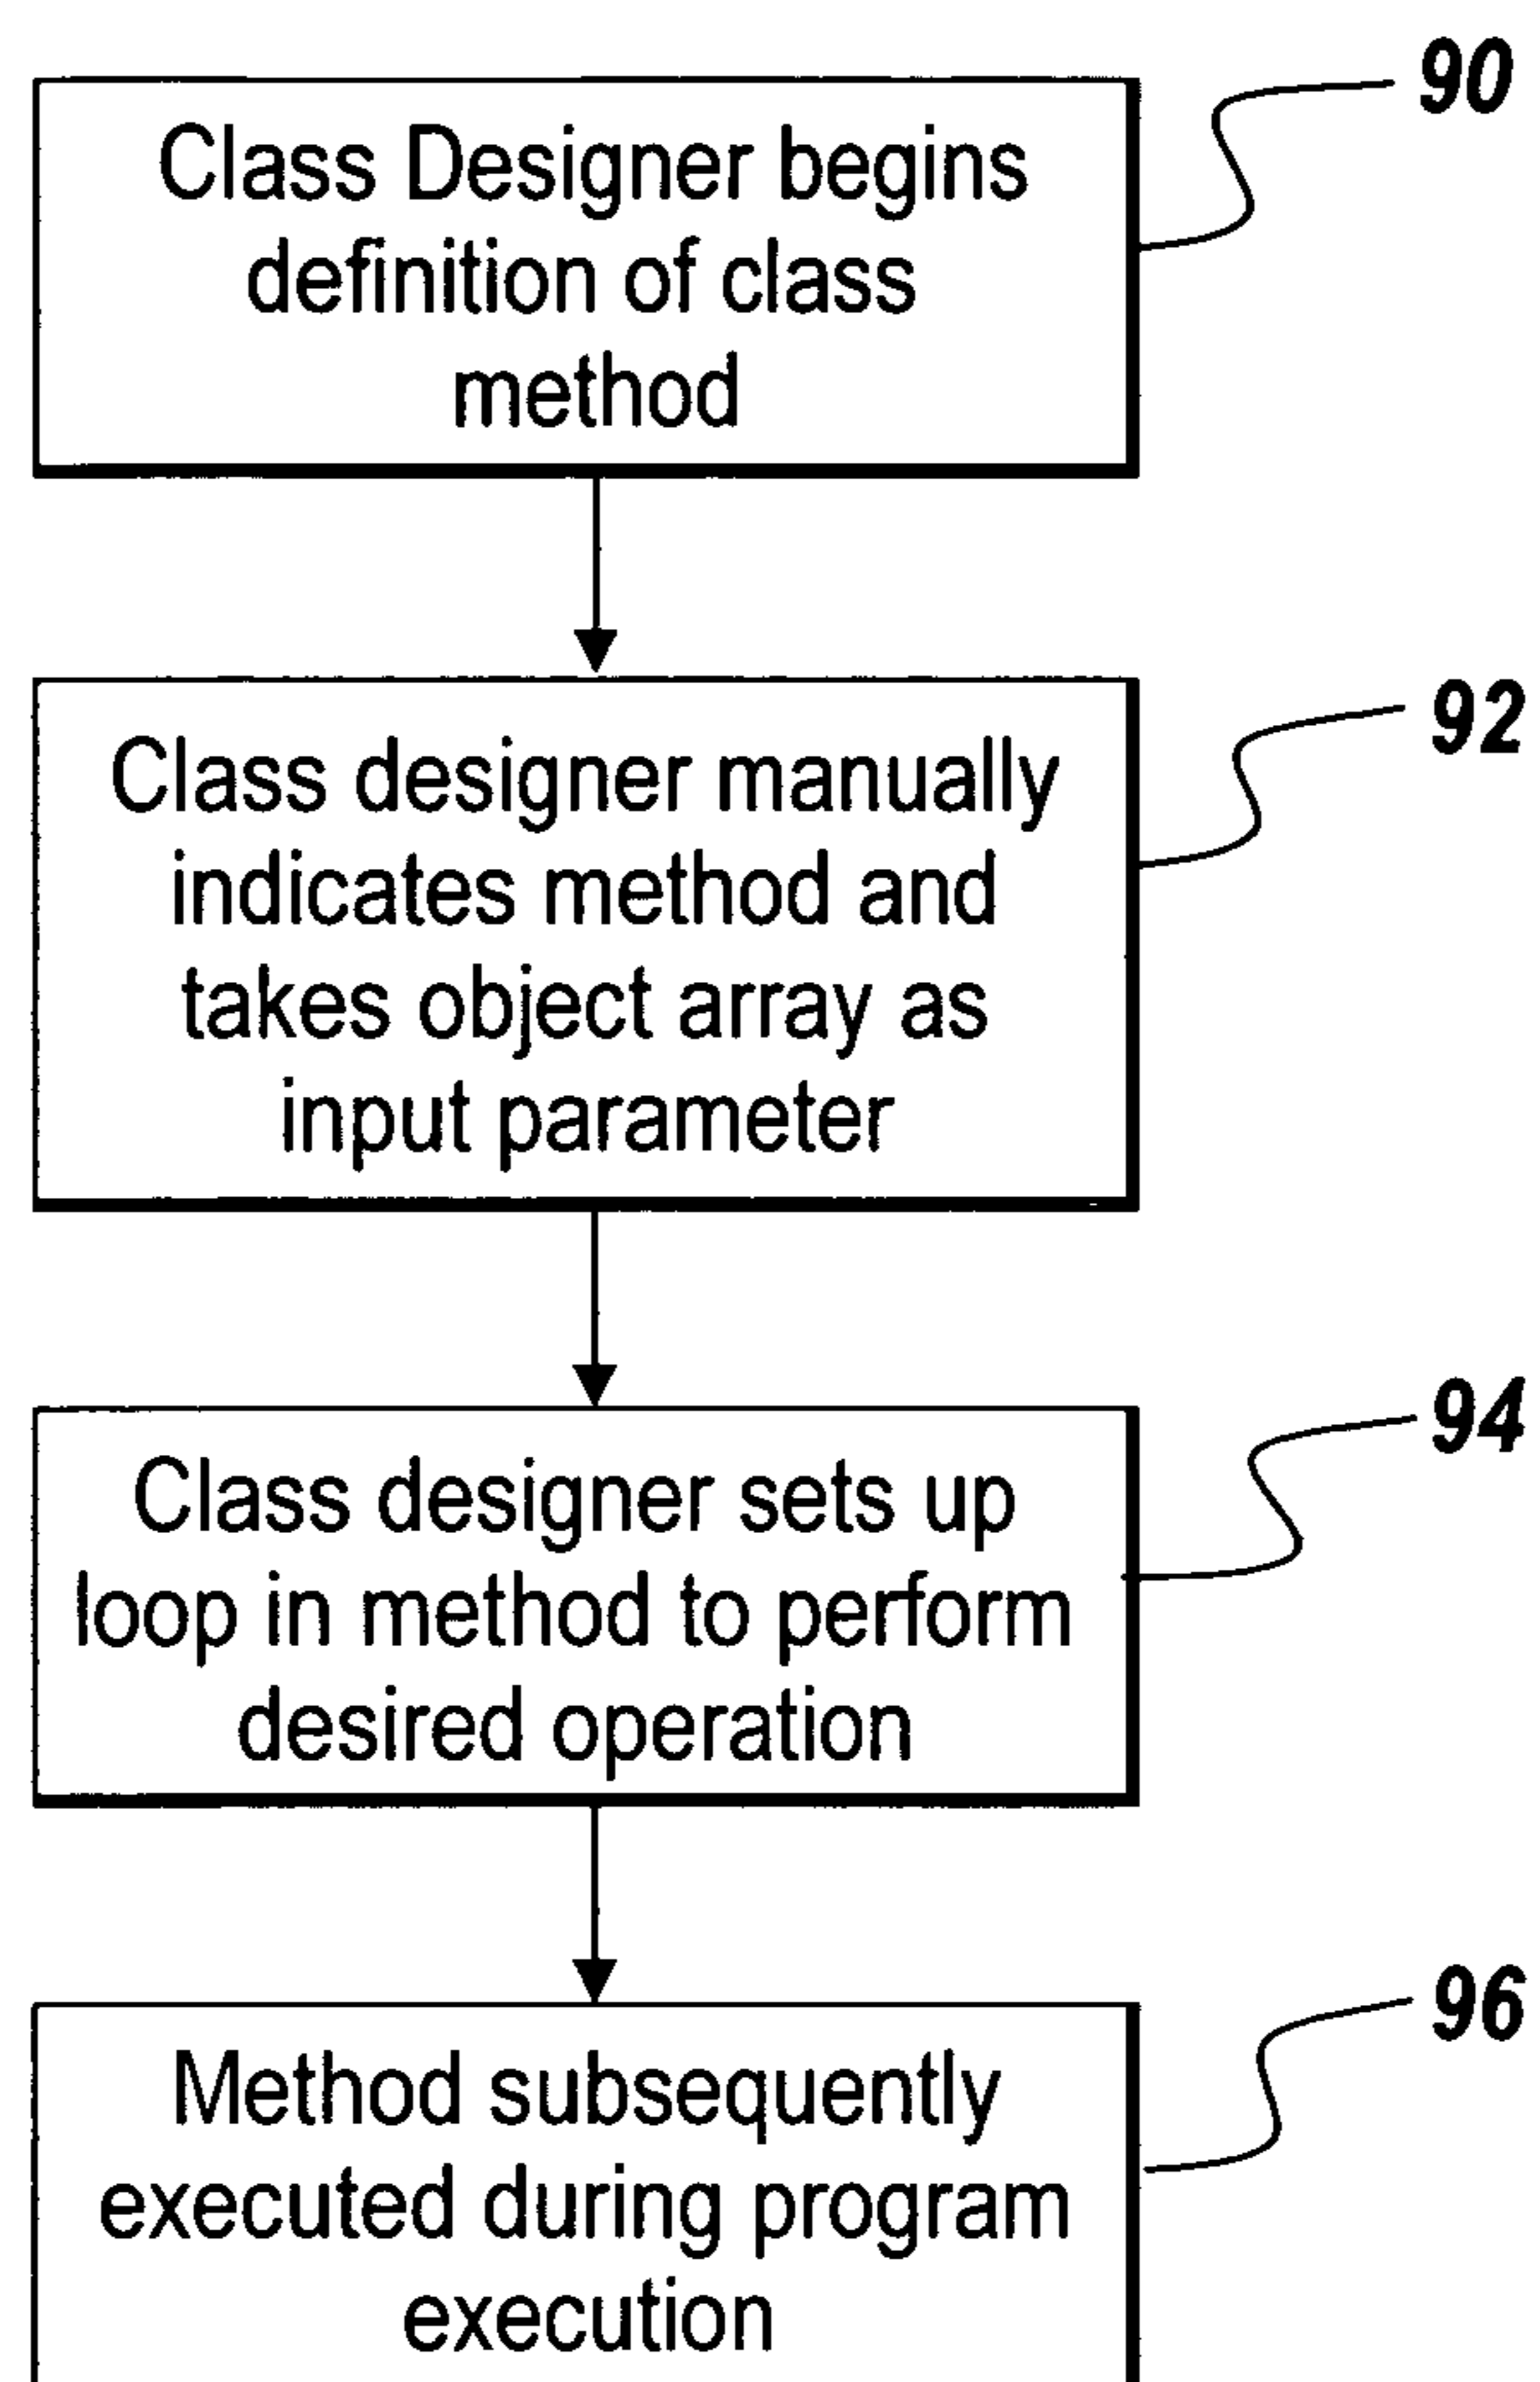 90
Class Designer begins
definition of class
method
92
Class designer manually
indicates method and
takes object array as
input parameter
94
Class designer sets up
loop in method to perform
desired operation
96
Method subsequently
executed during program
execution